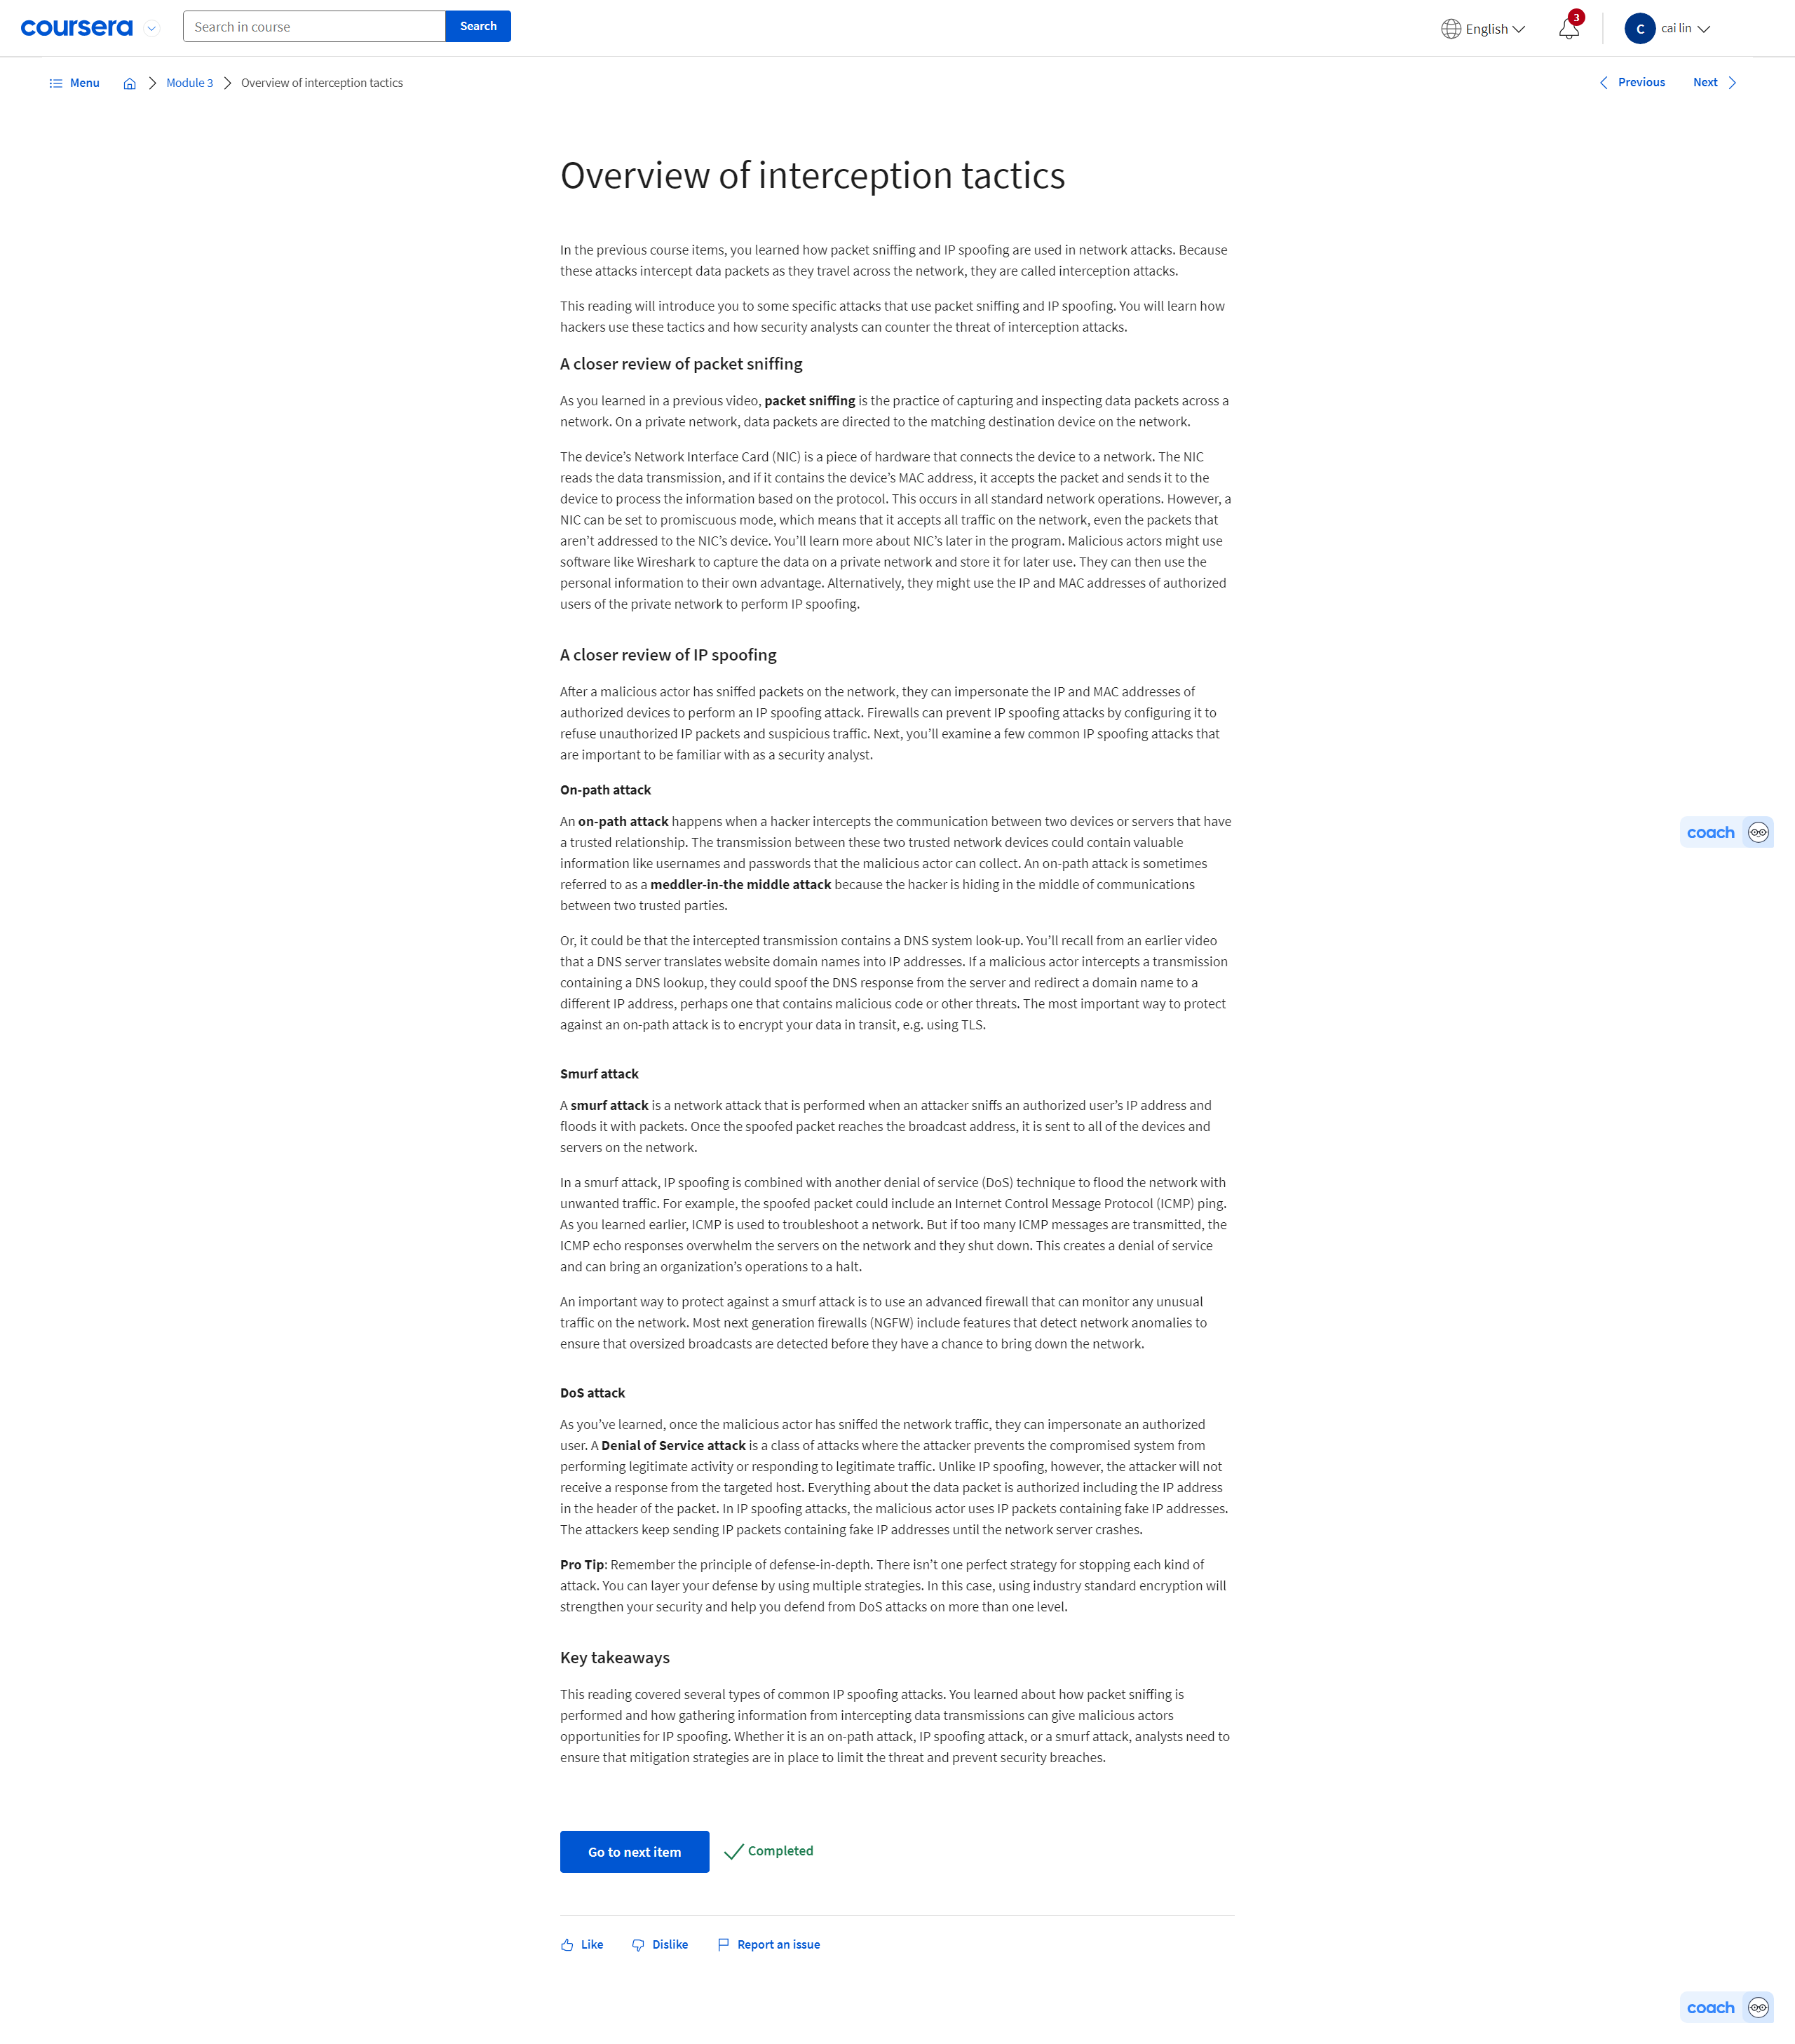 coursera
Search in course
Search
English
3
C
cai lin
Menu
Module 3
Overview of interception tactics
Previous
Next
Overview of interception tactics
In the previous course items, you learned how packet sniffing and IP spoofing are used in network attacks. Because
these attacks intercept data packets as they travel across the network, they are called interception attacks.
This reading will introduce you to some specific attacks that use packet sniffing and IP spoofing. You will learn how
hackers use these tactics and how security analysts can counter the threat of interception attacks.
A closer review of packet sniffing
As you learned in a previous video, packet sniffing is the practice of capturing and inspecting data packets across a
network. On a private network, data packets are directed to the matching destination device on the network.
The device’s Network Interface Card (NIC) is a piece of hardware that connects the device to a network. The NIC
reads the data transmission, and if it contains the device’s MAC address, it accepts the packet and sends it to the
device to process the information based on the protocol. This occurs in all standard network operations. However, a
NIC can be set to promiscuous mode, which means that it accepts all traffic on the network, even the packets that
aren’t addressed to the NIC’s device. You’ll learn more about NIC’s later in the program. Malicious actors might use
software like Wireshark to capture the data on a private network and store it for later use. They can then use the
personal information to their own advantage. Alternatively, they might use the IP and MAC addresses of authorized
users of the private network to perform IP spoofing.
A closer review of IP spoofing
After a malicious actor has sniffed packets on the network, they can impersonate the IP and MAC addresses of
authorized devices to perform an IP spoofing attack. Firewalls can prevent IP spoofing attacks by configuring it to
refuse unauthorized IP packets and suspicious traffic. Next, you’ll examine a few common IP spoofing attacks that
are important to be familiar with as a security analyst.
On-path attack
An on-path attack happens when a hacker intercepts the communication between two devices or servers that have
a trusted relationship. The transmission between these two trusted network devices could contain valuable
information like usernames and passwords that the malicious actor can collect. An on-path attack is sometimes
referred to as a meddler-in-the middle attack because the hacker is hiding in the middle of communications
between two trusted parties.
coach
Or, it could be that the intercepted transmission contains a DNS system look-up. You’ll recall from an earlier video
that a DNS server translates website domain names into IP addresses. If a malicious actor intercepts a transmission
containing a DNS lookup, they could spoof the DNS response from the server and redirect a domain name to a
different IP address, perhaps one that contains malicious code or other threats. The most important way to protect
against an on-path attack is to encrypt your data in transit, e.g. using TLS.
Smurf attack
A smurf attack is a network attack that is performed when an attacker sniffs an authorized user’s IP address and
floods it with packets. Once the spoofed packet reaches the broadcast address, it is sent to all of the devices and
servers on the network.
In a smurf attack, IP spoofing is combined with another denial of service (DoS) technique to flood the network with
unwanted traffic. For example, the spoofed packet could include an Internet Control Message Protocol (ICMP) ping.
As you learned earlier, ICMP is used to troubleshoot a network. But if too many ICMP messages are transmitted, the
ICMP echo responses overwhelm the servers on the network and they shut down. This creates a denial of service
and can bring an organization’s operations to a halt.
An important way to protect against a smurf attack is to use an advanced firewall that can monitor any unusual
traffic on the network. Most next generation firewalls (NGFW) include features that detect network anomalies to
ensure that oversized broadcasts are detected before they have a chance to bring down the network.
DoS attack
As you’ve learned, once the malicious actor has sniffed the network traffic, they can impersonate an authorized
user. A Denial of Service attack is a class of attacks where the attacker prevents the compromised system from
performing legitimate activity or responding to legitimate traffic. Unlike IP spoofing, however, the attacker will not
receive a response from the targeted host. Everything about the data packet is authorized including the IP address
in the header of the packet. In IP spoofing attacks, the malicious actor uses IP packets containing fake IP addresses.
The attackers keep sending IP packets containing fake IP addresses until the network server crashes.
Pro Tip: Remember the principle of defense-in-depth. There isn’t one perfect strategy for stopping each kind of
attack. You can layer your defense by using multiple strategies. In this case, using industry standard encryption will
strengthen your security and help you defend from DoS attacks on more than one level.
Key takeaways
This reading covered several types of common IP spoofing attacks. You learned about how packet sniffing is
performed and how gathering information from intercepting data transmissions can give malicious actors
opportunities for IP spoofing. Whether it is an on-path attack, IP spoofing attack, or a smurf attack, analysts need to
ensure that mitigation strategies are in place to limit the threat and prevent security breaches.
Go to next item
Completed
Like
Dislike
Report an issue
coach